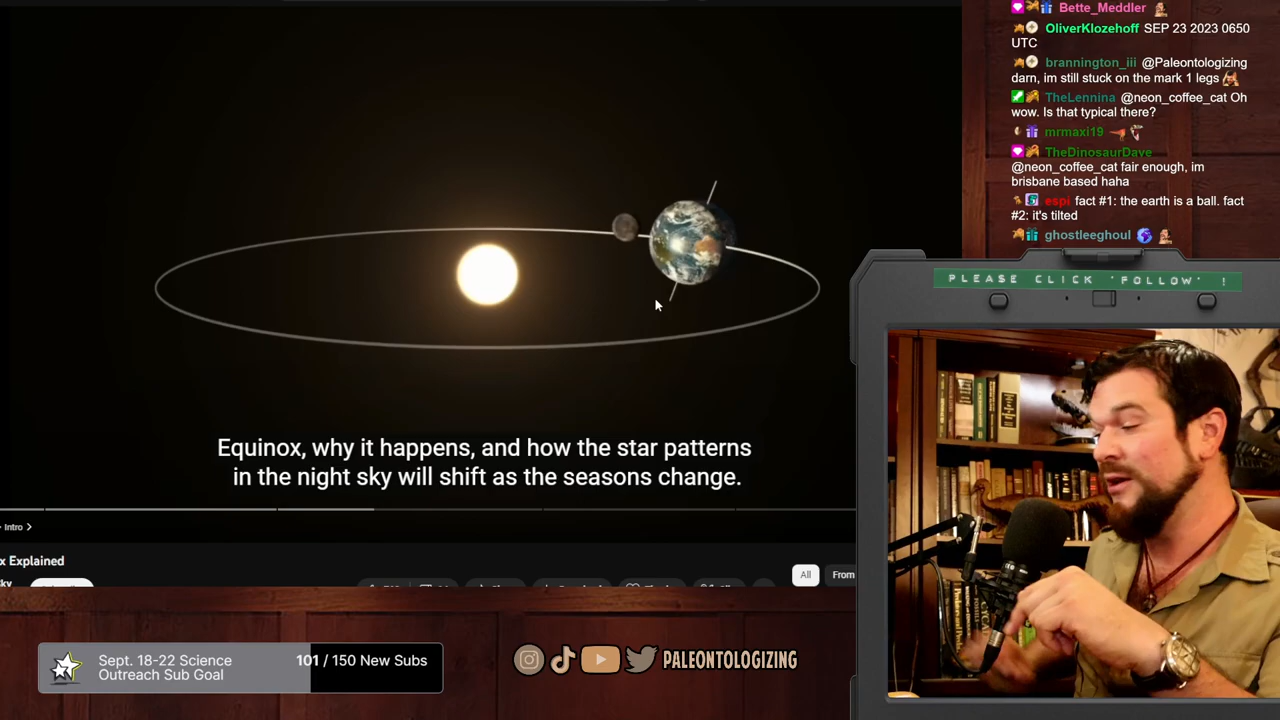 Bette_Meddler
OliverKlozehoff SEP 23 2023 0650
UTC
brannington_iii @Paleontologizing
darn, im still stuck on the mark 1 legs
TheLennina @neon_coffee_cat Oh
wow. Is that typical there?
mrmaxi19
TheDinosaurDave
@neon_coffee_cat fair enough, im
brisbane based haha
espi fact #1: the earth is a ball. fact
#2: it's tilted
ghostleeghoul
PLEASE CLICK 'FOLLOW' !
Equinox, why it happens, and how the star patterns
in the night sky will shift as the seasons change.
Intro
x Explained
All From
Sept. 18-22 Science
Outreach Sub Goal
101 / 150 New Subs
PALEONTOLOGIZING